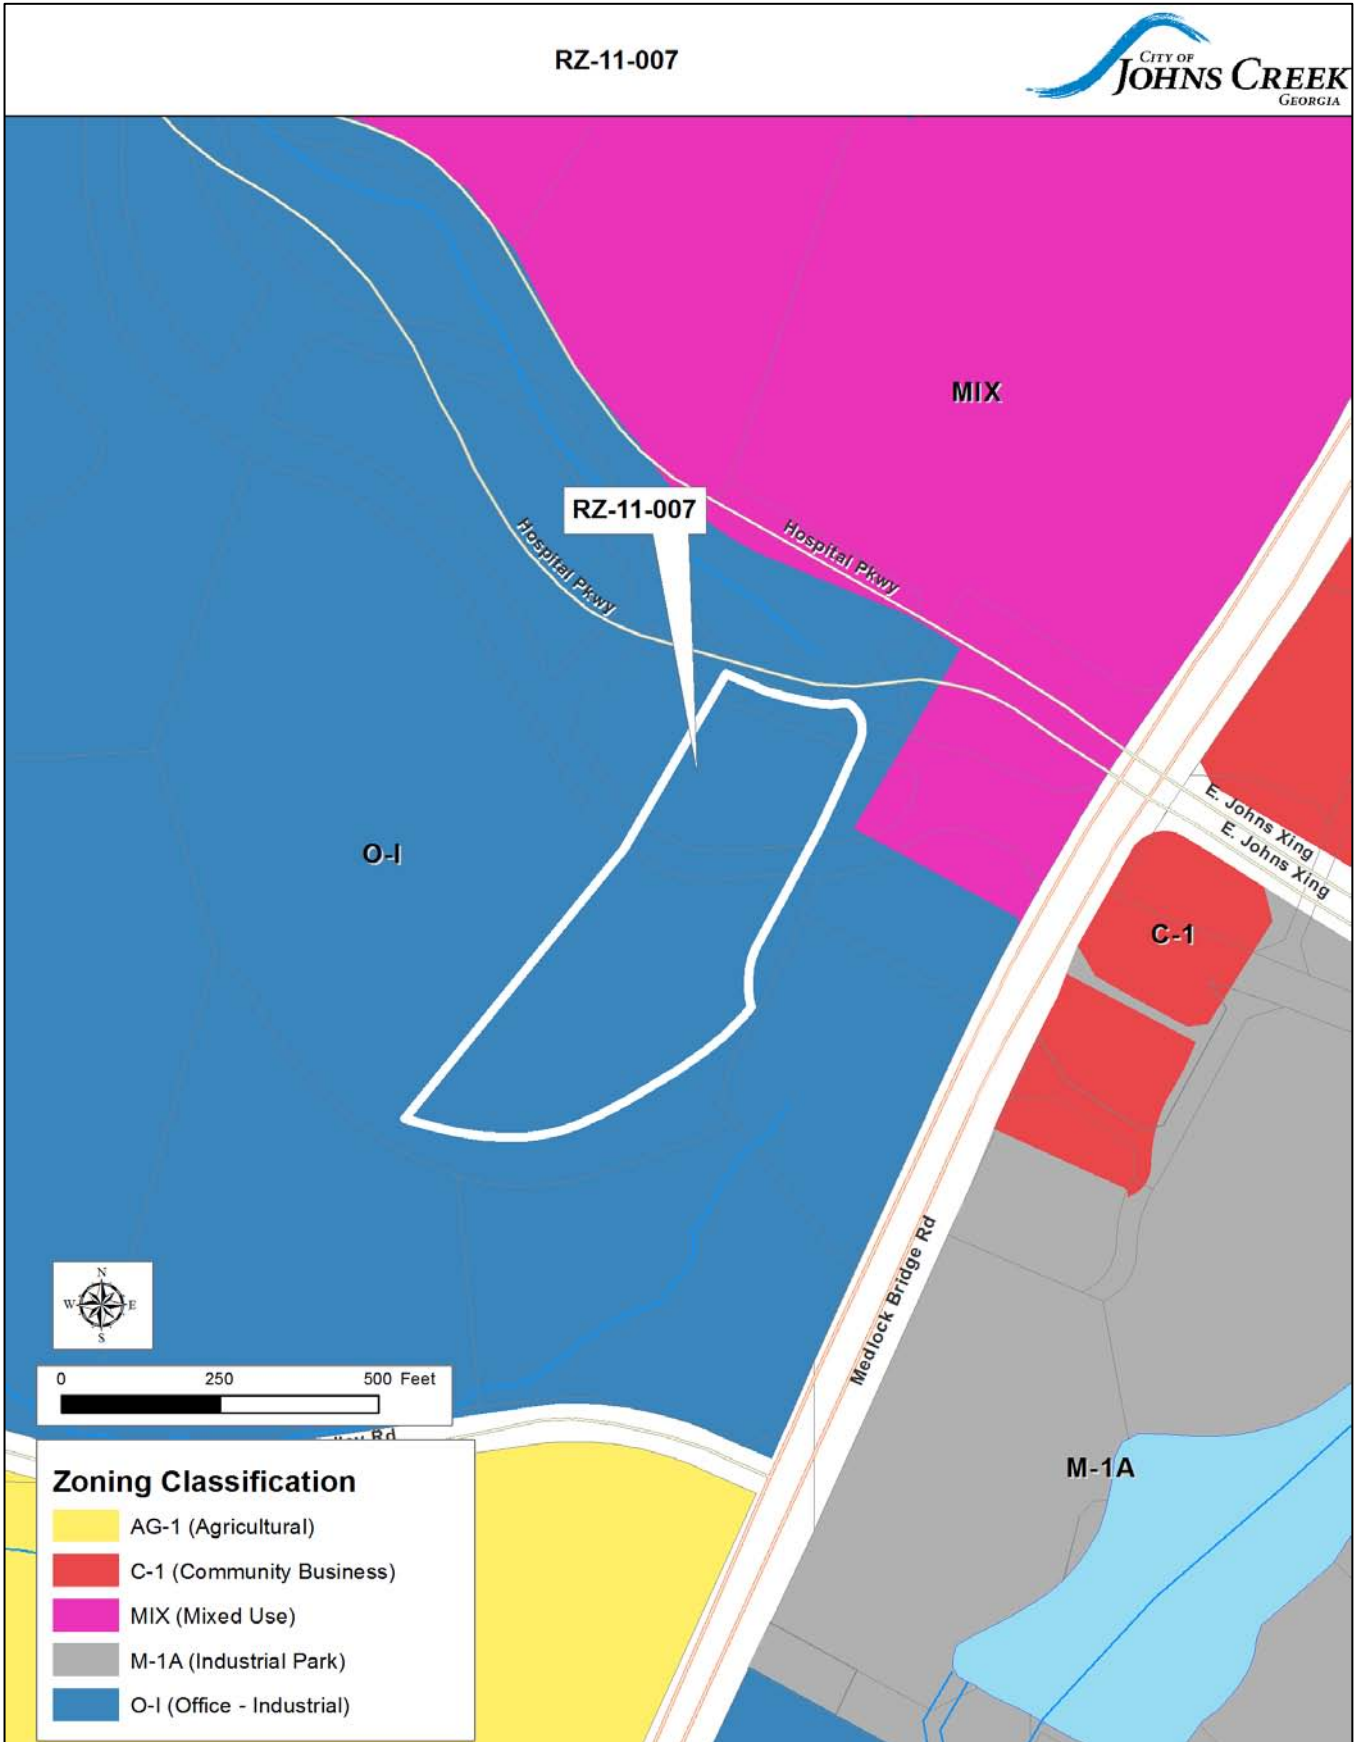 RZ-11-007
CITY OF
JOHNS CREEK
GEORGIA
MIX
RZ-11-007
Hospital Pkwy
Hospital Pkwy
E. Johns Xing
E. Johns Xing
O-I
C-1
Medlock Bridge Rd
N
W E
S
0 250 500 Feet
Rd
M-1A
Zoning Classification
AG-1 (Agricultural)
C-1 (Community Business)
MIX (Mixed Use)
M-1A (Industrial Park)
O-I (Office - Industrial)